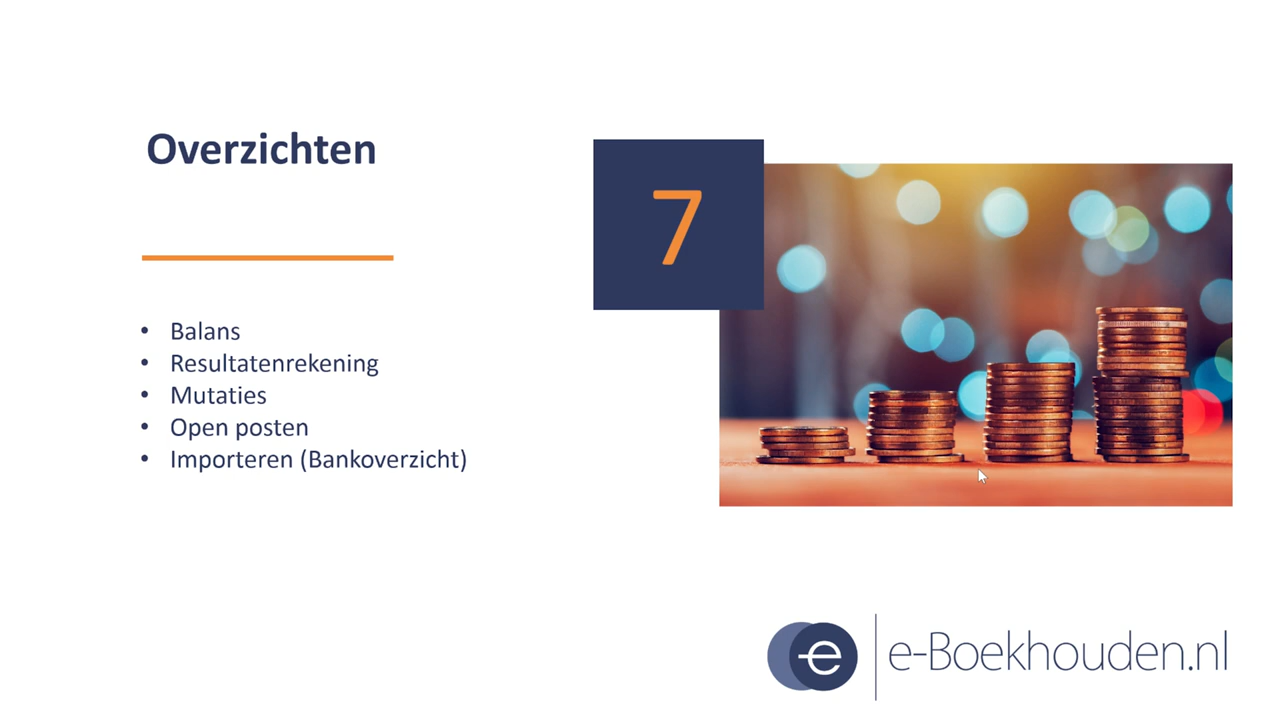 Overzichten
7
• Balans
• Resultatenrekening
• Mutaties
• Open posten
• Importeren (Bankoverzicht)
e e-Boekhouden.nl